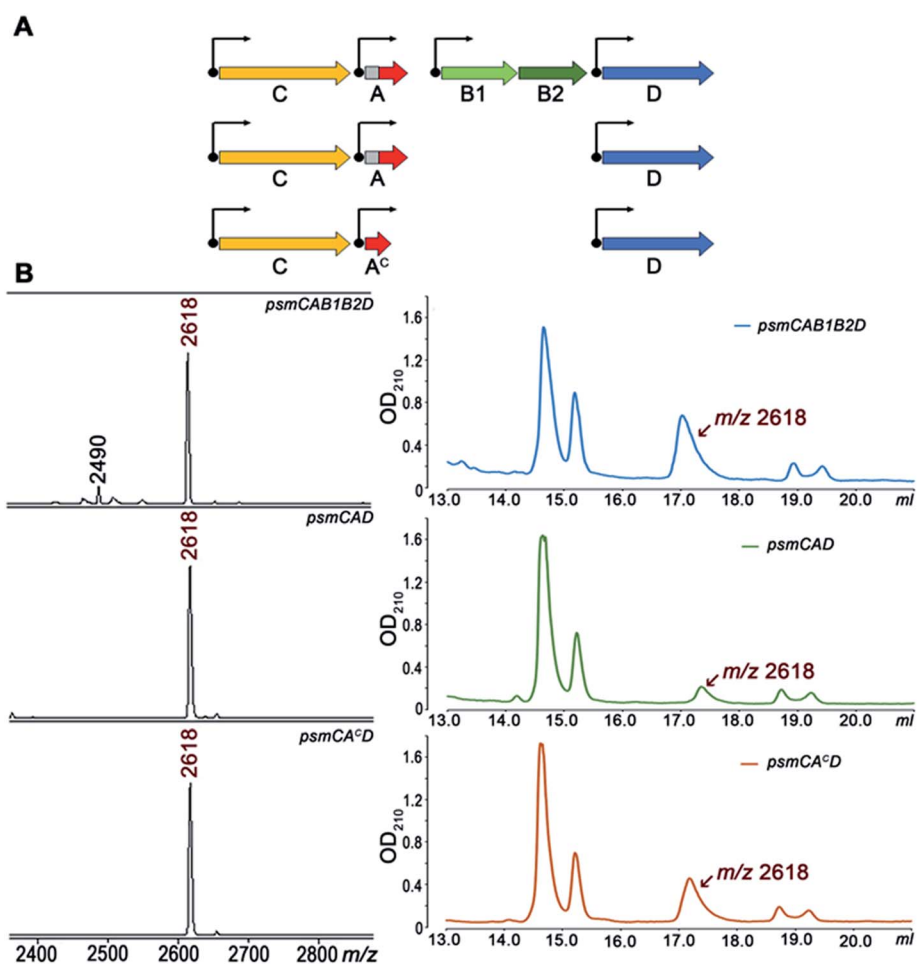 A
C A B1 B2 D
C A D
C Aᶜ D
B
psmCAB1B2D
2618
2490
psmCAD
2618
psmCAᶜD
2618
2400 2500 2600 2700 2800 m/z
OD₂₁₀
1.6
1.2
0.8
0.4
0
psmCAB1B2D
m/z 2618
13.0 14.0 15.0 16.0 17.0 18.0 19.0 20.0 ml
OD₂₁₀
1.6
1.2
0.8
0.4
0
psmCAD
m/z 2618
13.0 14.0 15.0 16.0 17.0 18.0 19.0 20.0 ml
OD₂₁₀
1.6
1.2
0.8
0.4
0
psmCAᶜD
m/z 2618
13.0 14.0 15.0 16.0 17.0 18.0 19.0 20.0 ml